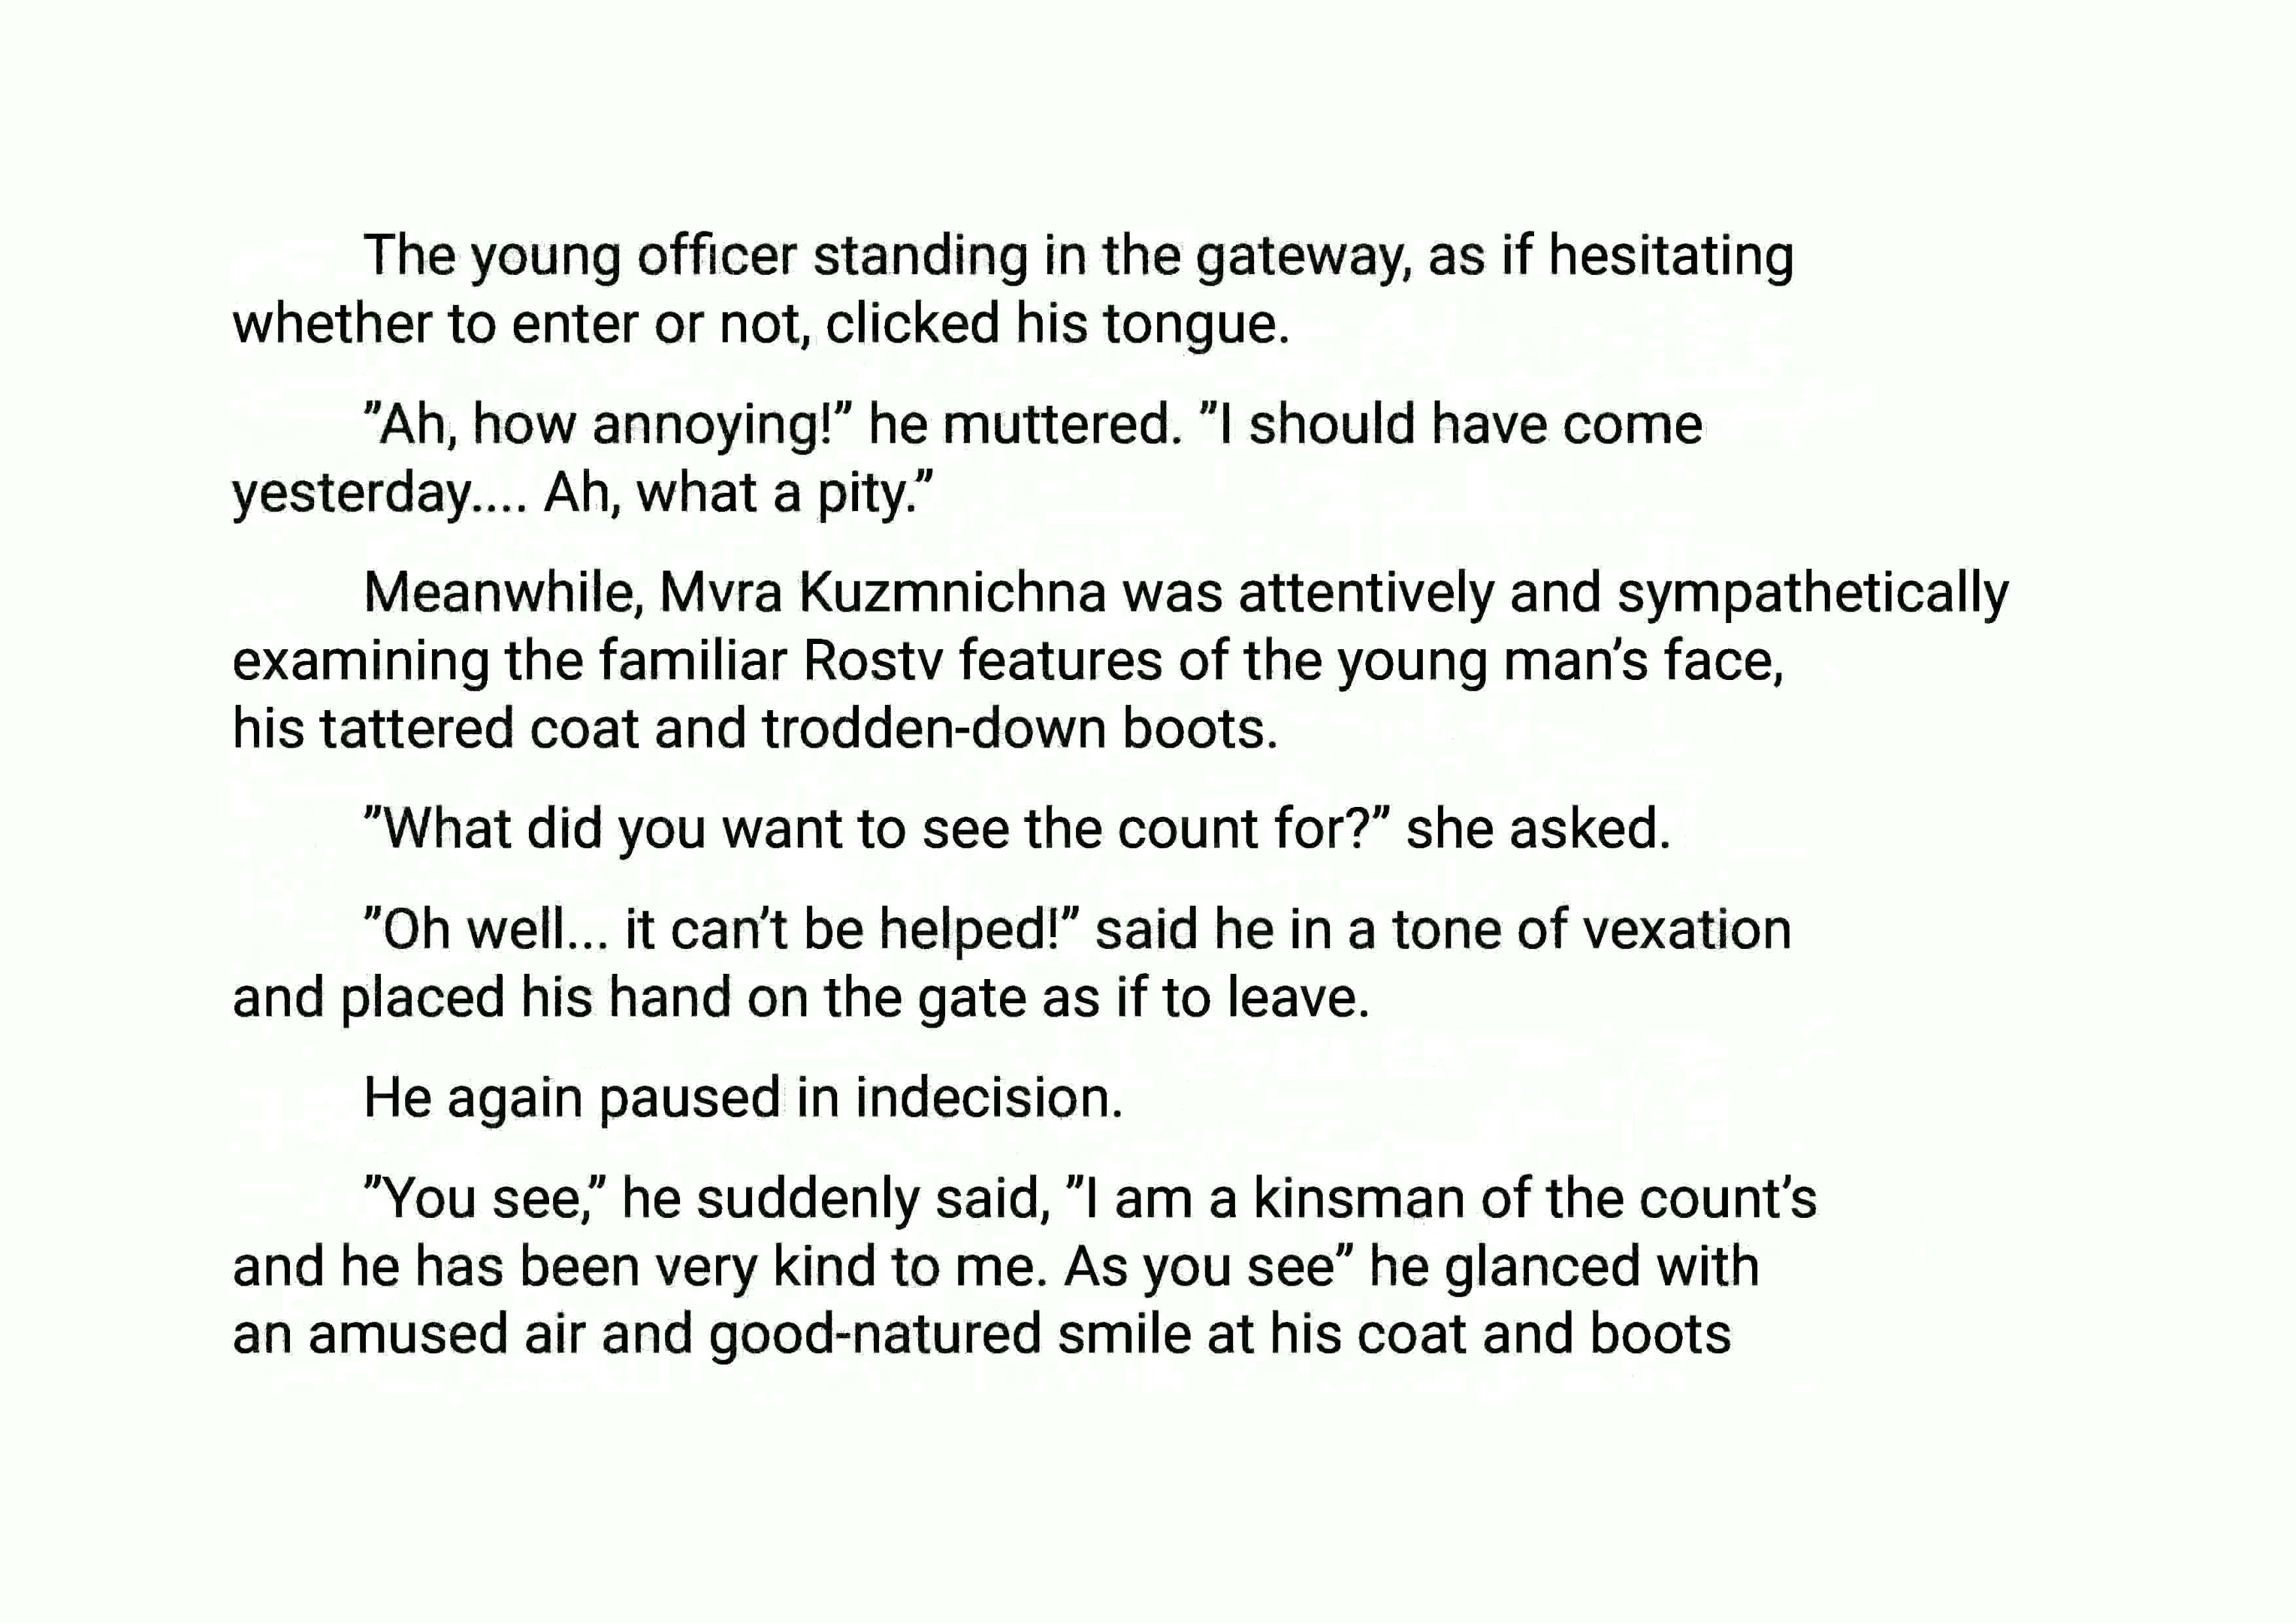 The young officer standing in the gateway, as if hesitating
whether to enter or not, clicked his tongue.
”Ah, how annoying!” he muttered. ”I should have come
yesterday.... Ah, what a pity.”
Meanwhile, Mvra Kuzmnichna was attentively and sympathetically
examining the familiar Rostv features of the young man’s face,
his tattered coat and trodden-down boots.
”What did you want to see the count for?” she asked.
”Oh well... it can’t be helped!” said he in a tone of vexation
and placed his hand on the gate as if to leave.
He again paused in indecision.
”You see,” he suddenly said, ”I am a kinsman of the count’s
and he has been very kind to me. As you see” he glanced with
an amused air and good-natured smile at his coat and boots